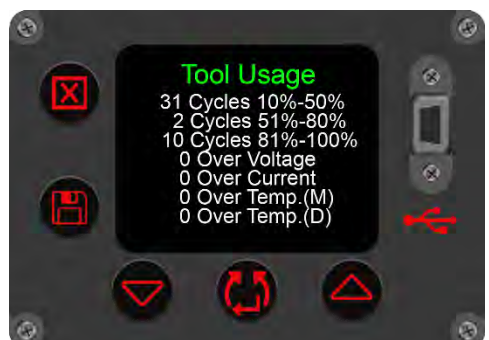 Tool Usage
31 Cycles 10%-50%
2 Cycles 51%-80%
10 Cycles 81%-100%
0 Over Voltage
0 Over Current
0 Over Temp.(M)
0 Over Temp.(D)